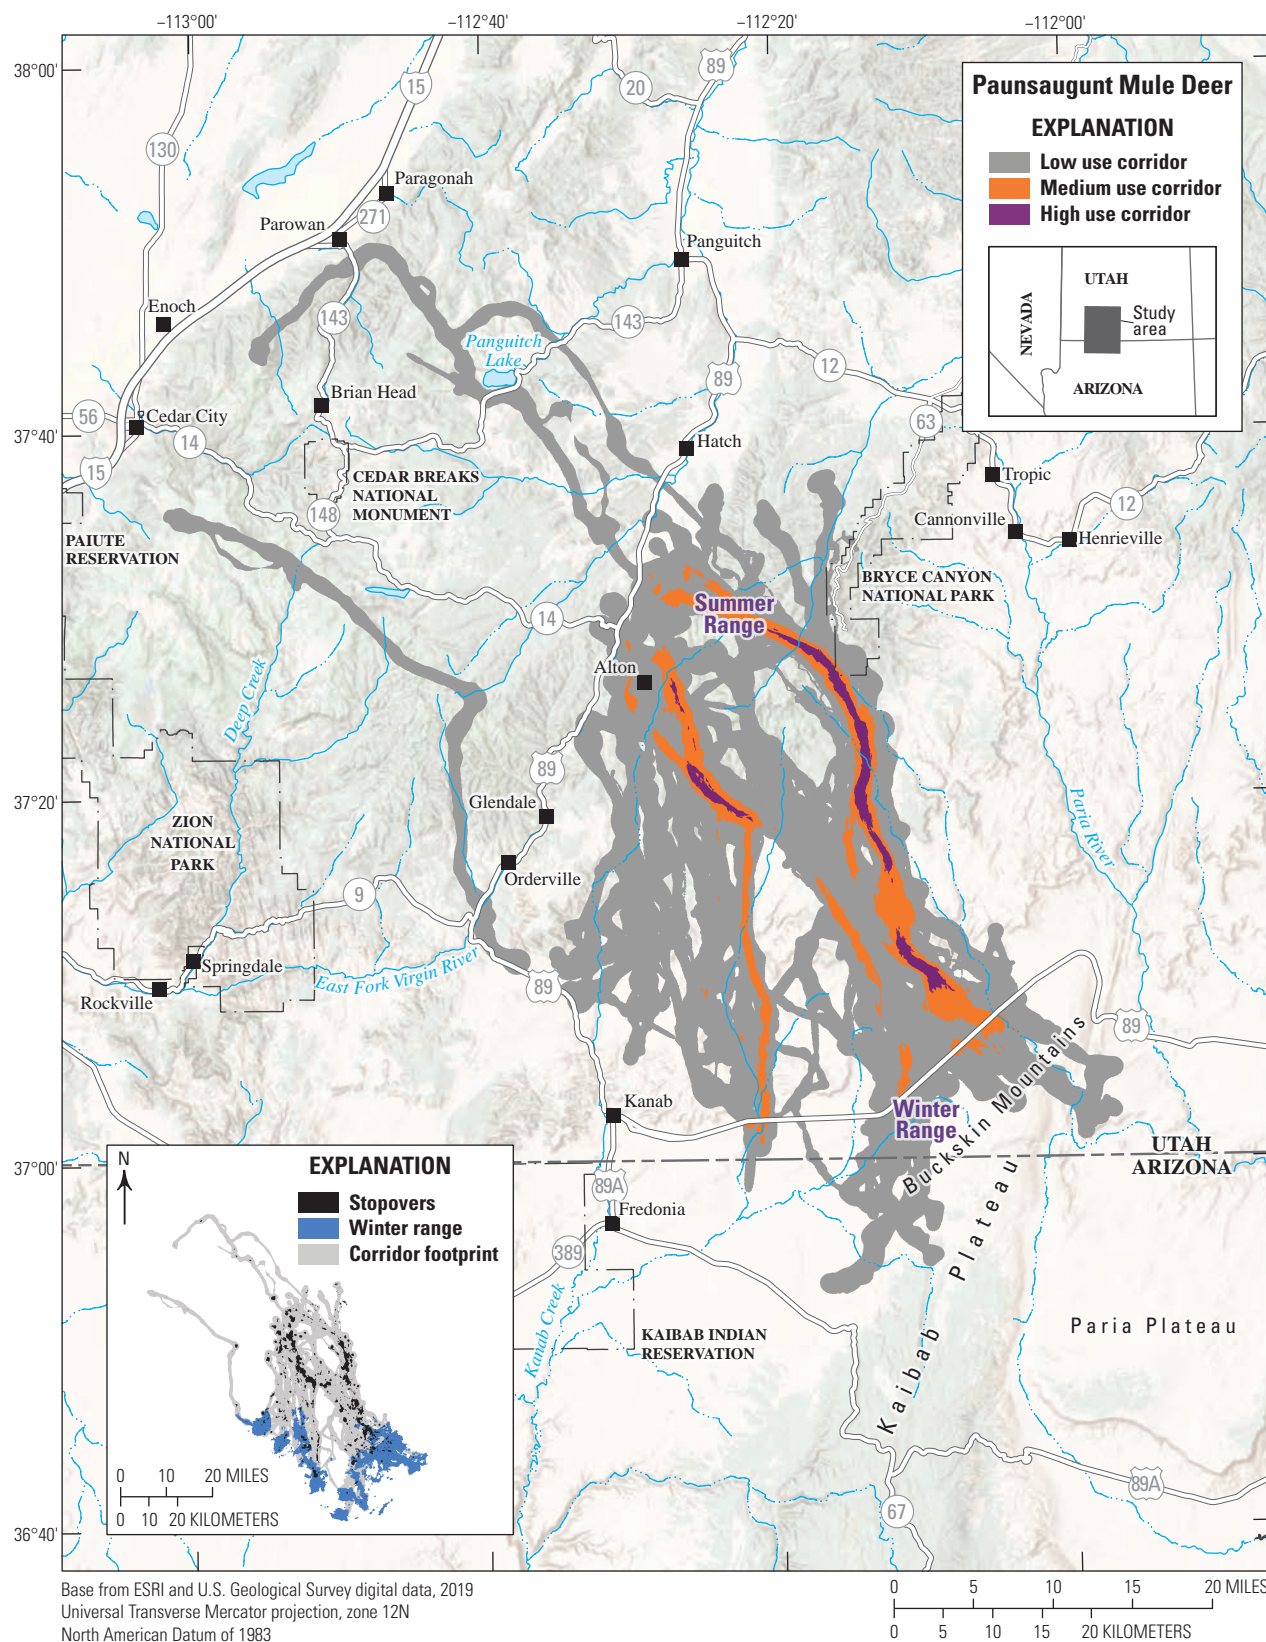 −113°00'
−112°40'
−112°20'
−112°00'
38°00'
37°40'
37°20'
37°00'
36°40'
Paunsaugunt Mule Deer
EXPLANATION
Low use corridor
Medium use corridor
High use corridor
NEVADA
UTAH
Study
area
ARIZONA
89
20
15
130
Paragonah
271
Parowan
Panguitch
Enoch
143
143
Panguitch
Lake
12
89
Brian Head
63
56
Cedar City
14
Hatch
15
CEDAR BREAKS
NATIONAL
MONUMENT
148
Tropic
12
Cannonville
Henrieville
PAIUTE
RESERVATION
BRYCE CANYON
NATIONAL PARK
Summer
Range
14
Alton
Deep Creek
89
Glendale
Paria River
ZION
NATIONAL
PARK
Orderville
9
Springdale
East Fork Virgin River
Rockville
89
89
Buckskin Mountains
Kanab
Winter
Range
UTAH
ARIZONA
89A
Fredonia
389
Kaibab Plateau
Kanab Creek
KAIBAB INDIAN
RESERVATION
Paria Plateau
89A
67
N
EXPLANATION
Stopovers
Winter range
Corridor footprint
0 10 20 MILES
0 10 20 KILOMETERS
Base from ESRI and U.S. Geological Survey digital data, 2019
Universal Transverse Mercator projection, zone 12N
North American Datum of 1983
0 5 10 15 20 MILES
0 5 10 15 20 KILOMETERS